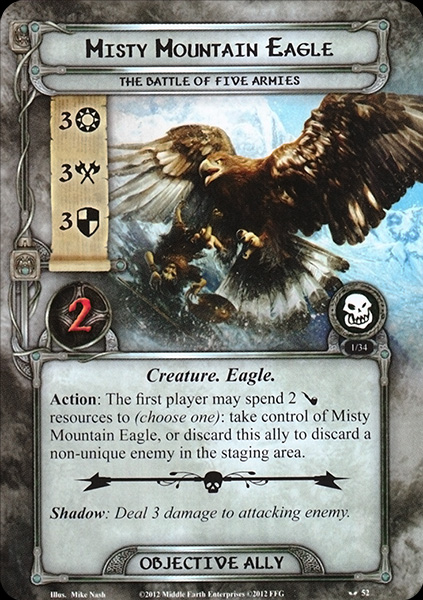 Misty Mountain Eagle
The Battle of Five Armies
3
3
3
2
1/34
Creature. Eagle.
Action: The first player may spend 2
resources to (choose one): take control of Misty
Mountain Eagle, or discard this ally to discard a
non-unique enemy in the staging area.
Shadow: Deal 3 damage to attacking enemy.
Objective Ally
Illus. Mike Nash ©2012 Middle Earth Enterprises ©2012 FFG 52